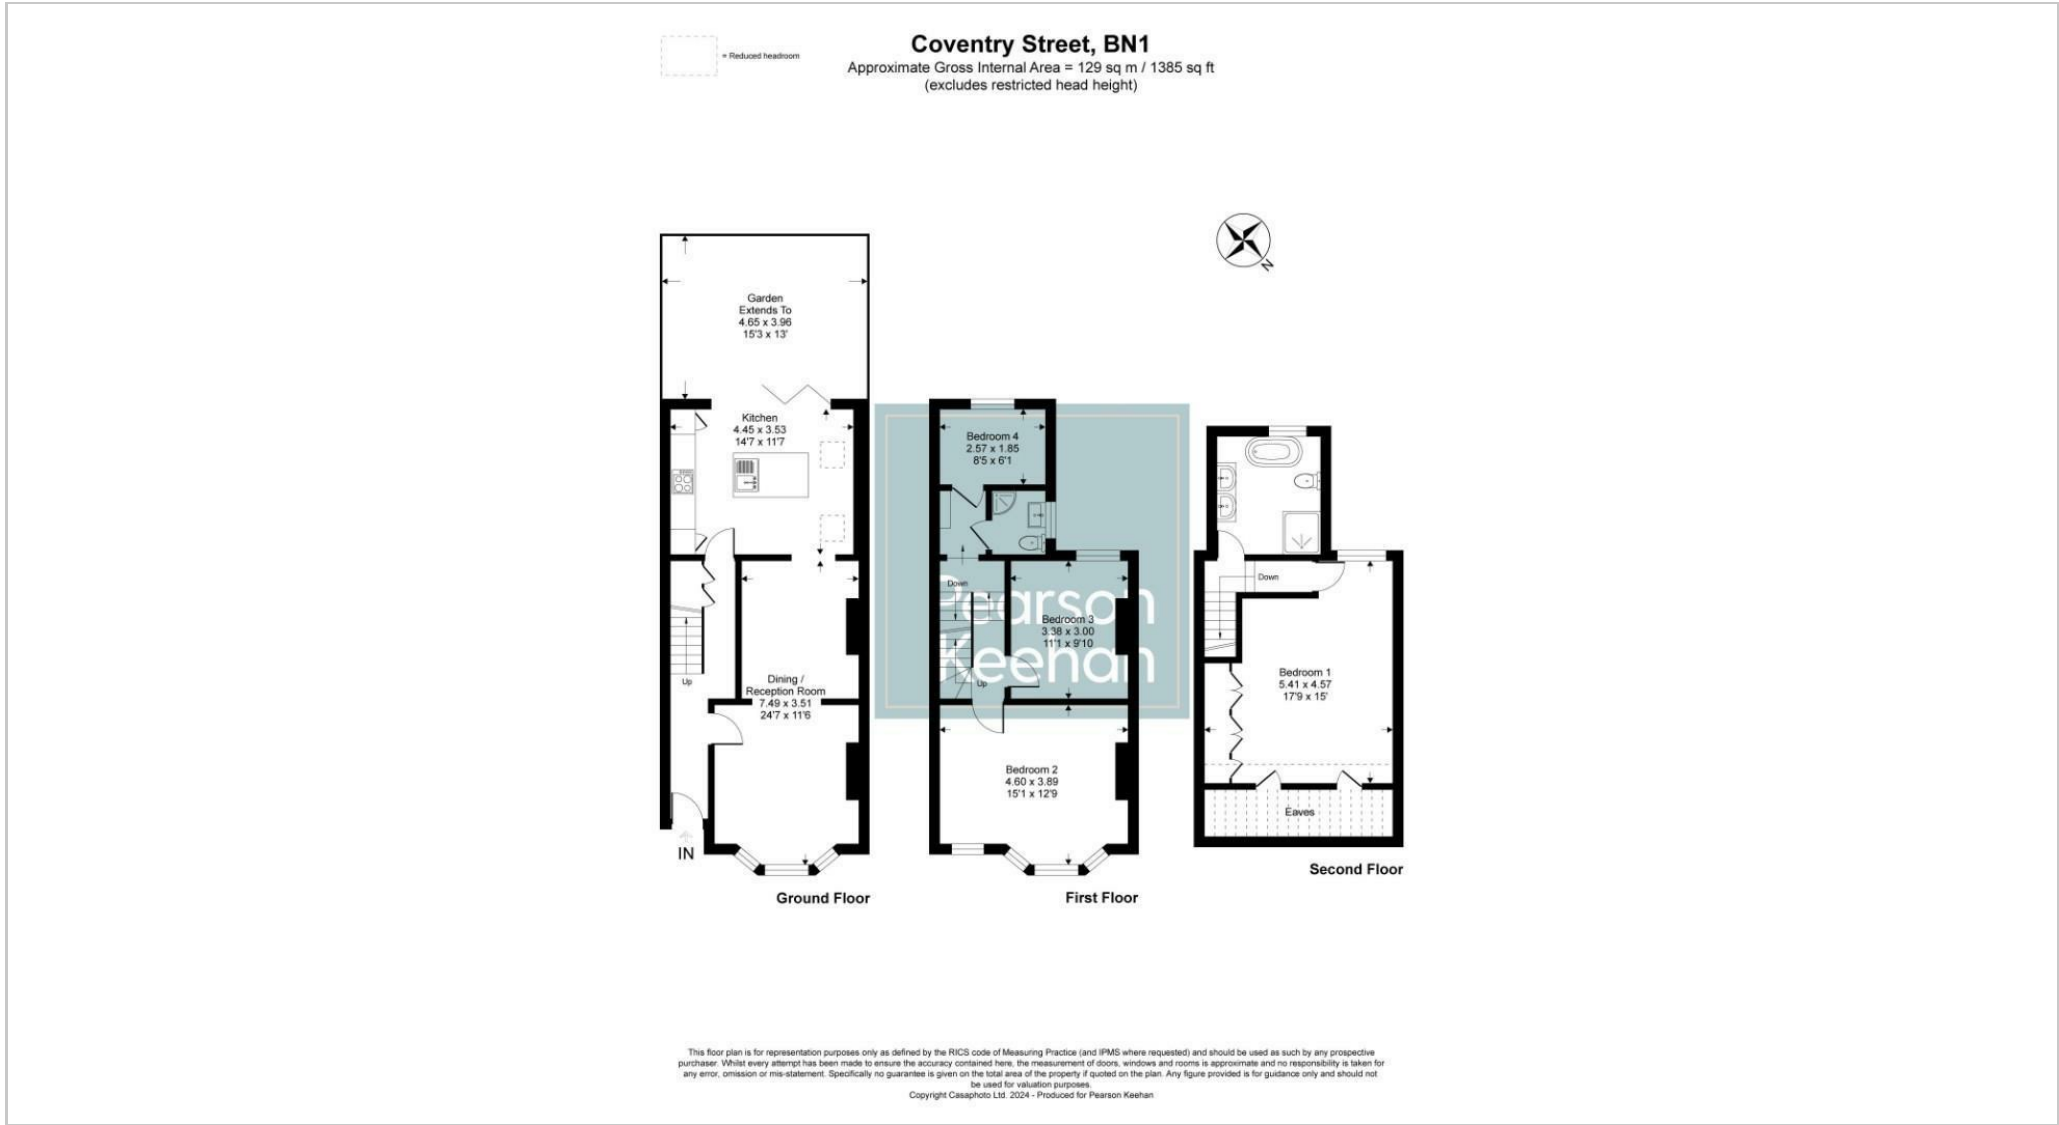 Coventry Street, BN1
Approximate Gross Internal Area = 129 sq m / 1385 sq ft
(excludes restricted head height)
= Reduced headroom
N
Garden
Extends To
4.65 x 3.96
15'3 x 13'
Kitchen
4.45 x 3.53
14'7 x 11'7
Up
Dining /
Reception Room
7.49 x 3.51
24'7 x 11'6
IN
Ground Floor
Bedroom 4
2.57 x 1.85
8'5 x 6'1
Down
Pearson
Keehan
Bedroom 3
3.38 x 3.00
11'1 x 9'10
Up
Bedroom 2
4.60 x 3.89
15'1 x 12'9
First Floor
Down
Bedroom 1
5.41 x 4.57
17'9 x 15'
Eaves
Second Floor
This floor plan is for representation purposes only as defined by the RICS code of Measuring Practice (and IPMS where requested) and should be used as such by any prospective
purchaser. Whilst every attempt has been made to ensure the accuracy contained here, the measurement of doors, windows and rooms is approximate and no responsibility is taken for
any error, omission or mis-statement. Specifically no guarantee is given on the total area of the property if quoted on the plan. Any figure provided is for guidance only and should not
be used for valuation purposes.
Copyright Casaphoto Ltd. 2024 - Produced for Pearson Keehan